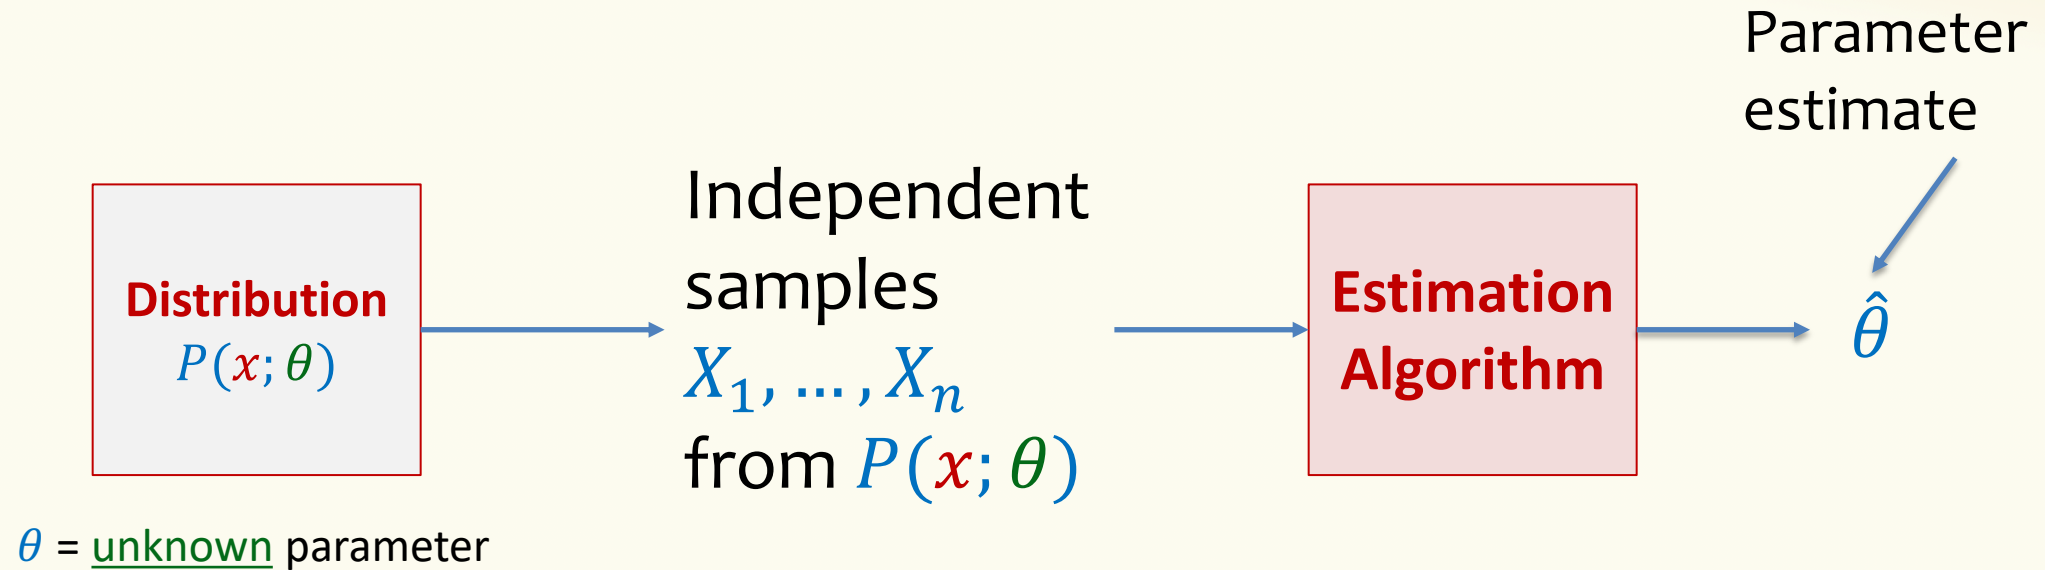 Parameter
estimate
Independent
samples
X₁, …, Xₙ
from P(x; θ)
Distribution
P(x; θ)
Estimation
Algorithm
θ̂
θ = unknown parameter